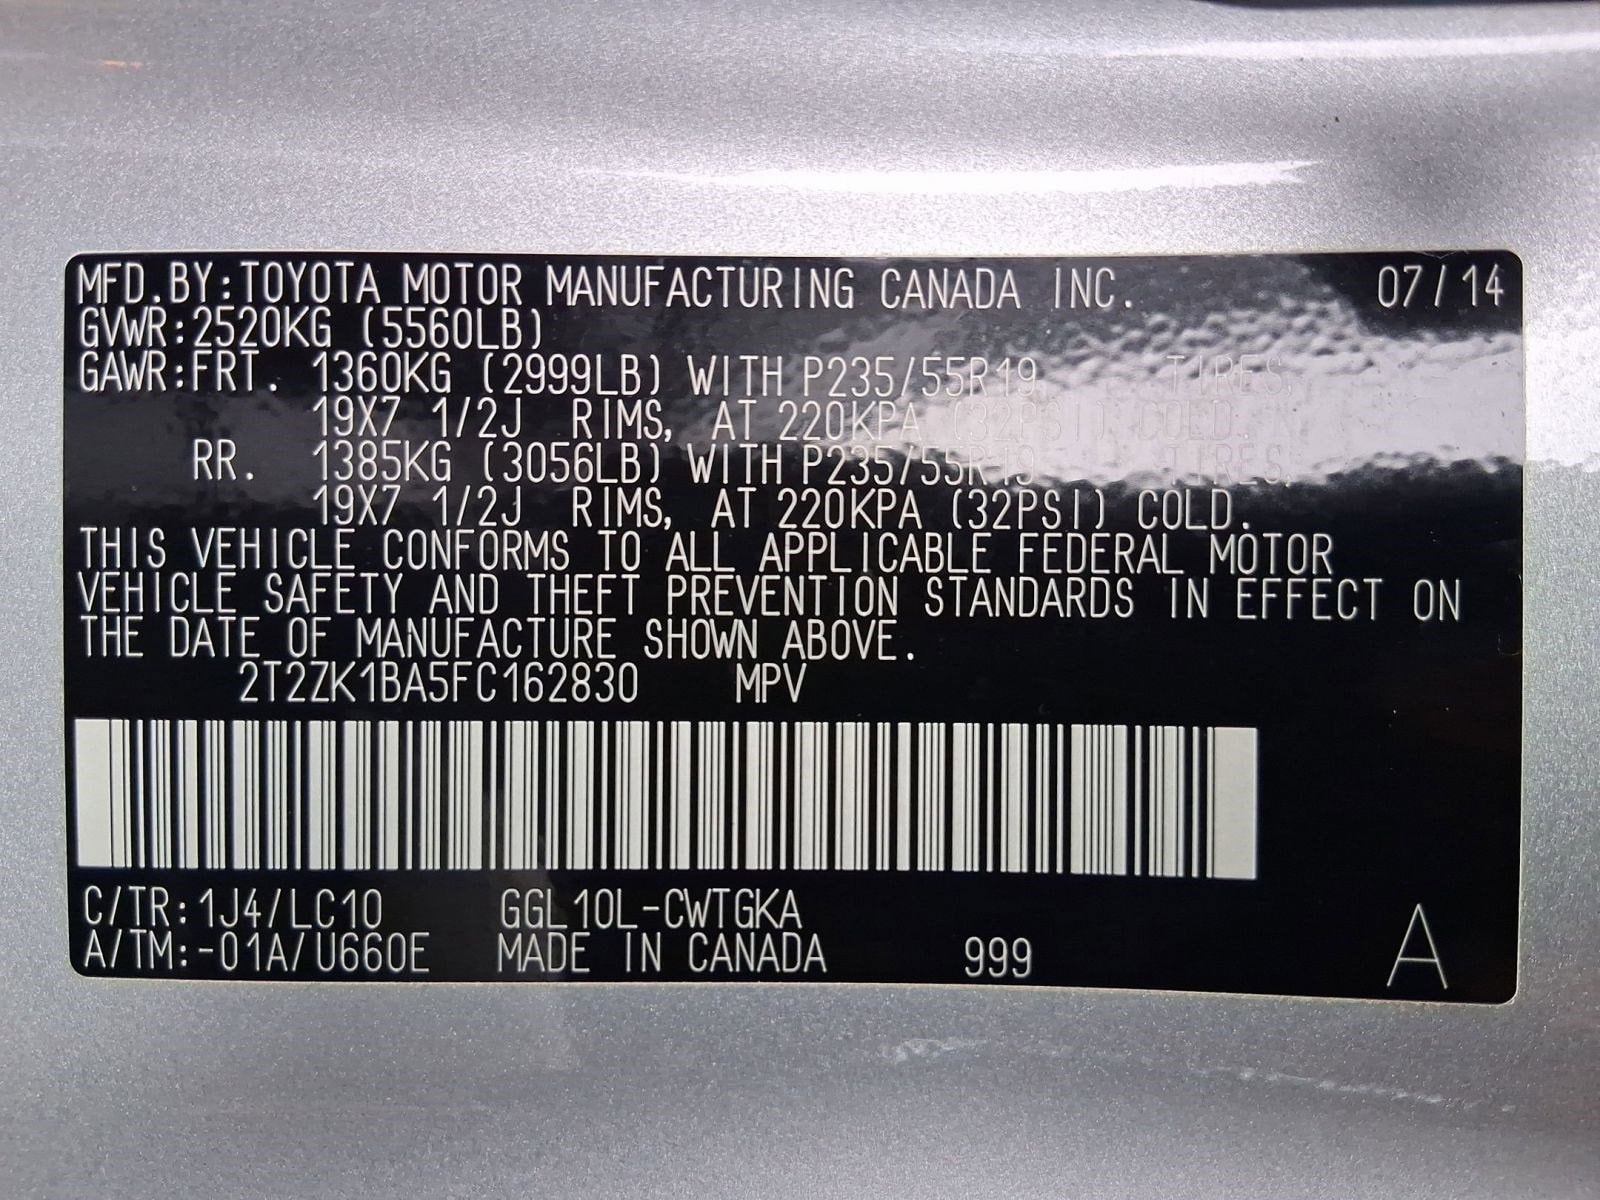 MFD.BY:TOYOTA MOTOR MANUFACTURING CANADA INC. 07/14
GVWR:2520KG (5560LB)
GAWR:FRT. 1360KG (2999LB) WITH P235/55R19 TIRES,
19X7 1/2J RIMS, AT 220KPA (32PSI) COLD.
RR. 1385KG (3056LB) WITH P235/55R19 TIRES,
19X7 1/2J RIMS, AT 220KPA (32PSI) COLD.
THIS VEHICLE CONFORMS TO ALL APPLICABLE FEDERAL MOTOR
VEHICLE SAFETY AND THEFT PREVENTION STANDARDS IN EFFECT ON
THE DATE OF MANUFACTURE SHOWN ABOVE.
2T2ZK1BA5FC162830 MPV
C/TR:1J4/LC10 GGL10L-CWTGKA
A/TM:-01A/U660E MADE IN CANADA 999 A